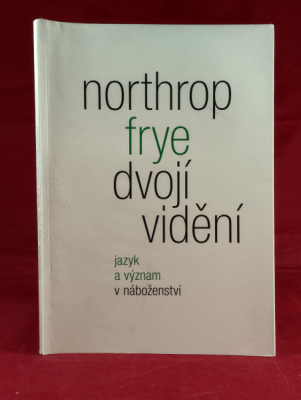 northrop
frye
dvojí
vidění
jazyk
a význam
v náboženství